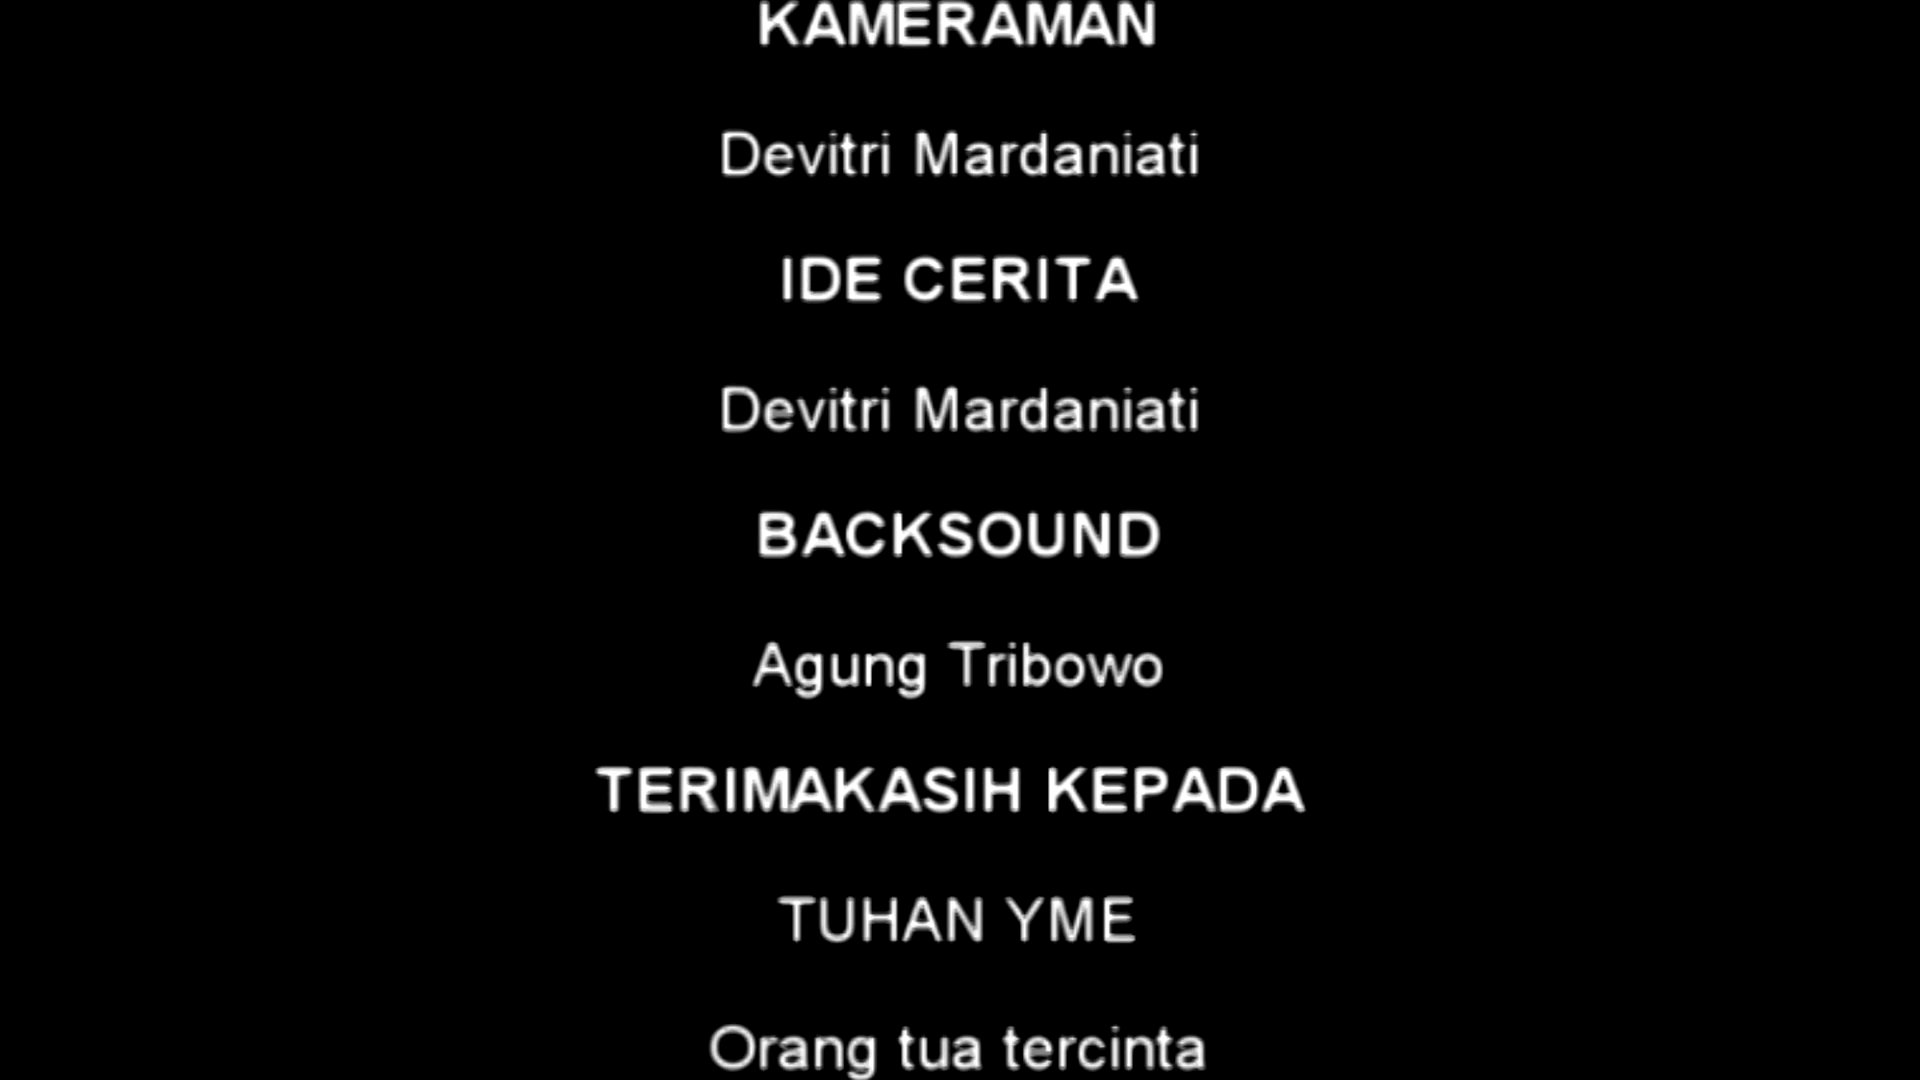 KAMERAMAN
Devitri Mardaniati
IDE CERITA
Devitri Mardaniati
BACKSOUND
Agung Tribowo
TERIMAKASIH KEPADA
TUHAN YME
Orang tua tercinta